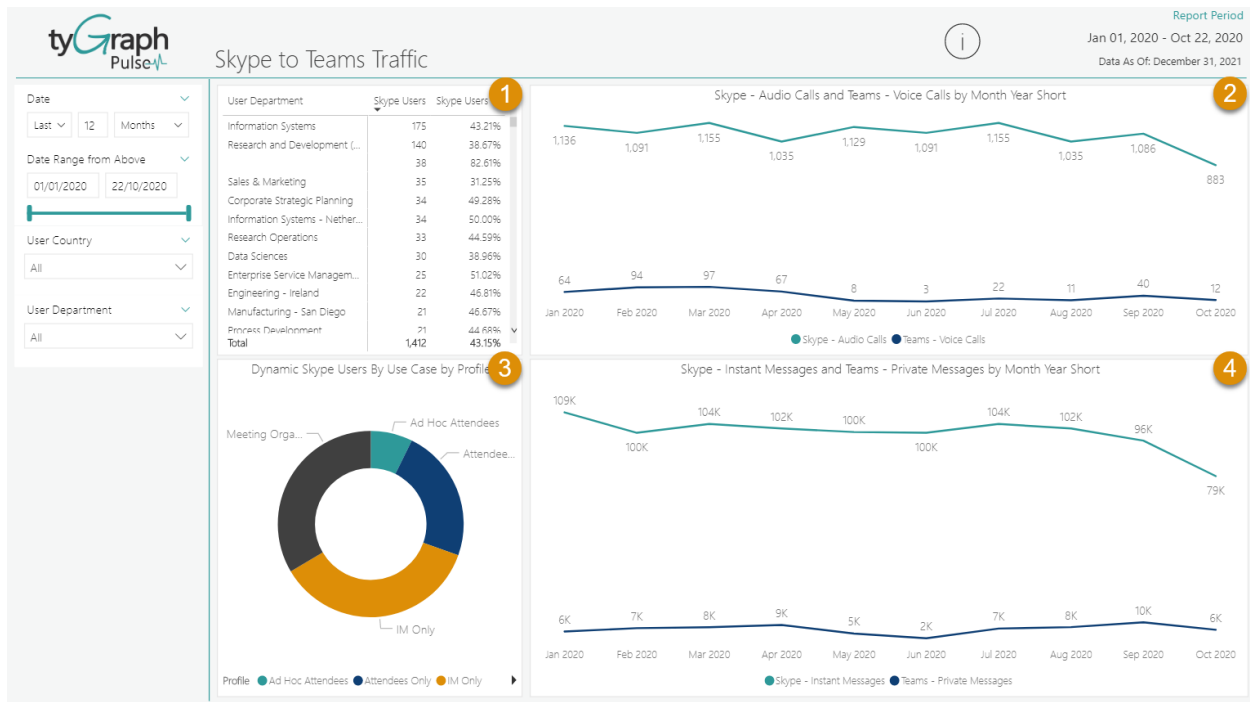 tyGraph
Pulse
Skype to Teams Traffic
i
Report Period
Jan 01, 2020 - Oct 22, 2020
Data As Of: December 31, 2021
Date
Last 12 Months
Date Range from Above
01/01/2020 22/10/2020
User Country
All
User Department
All
1
User Department Skype Users Skype Users
Information Systems 175 43.21%
Research and Development (... 140 38.67%
38 82.61%
Sales & Marketing 35 31.25%
Corporate Strategic Planning 34 49.28%
Information Systems - Nether... 34 50.00%
Research Operations 33 44.59%
Data Sciences 30 38.96%
Enterprise Service Managem... 25 51.02%
Engineering - Ireland 22 46.81%
Manufacturing - San Diego 21 46.67%
Process Development 21 44.68%
Total 1,412 43.15%
2
Skype - Audio Calls and Teams - Voice Calls by Month Year Short
1,136 1,091 1,155 1,035 1,129 1,091 1,155 1,035 1,086 883
64 94 97 67 8 3 22 11 40 12
Jan 2020 Feb 2020 Mar 2020 Apr 2020 May 2020 Jun 2020 Jul 2020 Aug 2020 Sep 2020 Oct 2020
Skype - Audio Calls Teams - Voice Calls
3
Dynamic Skype Users By Use Case by Profile
Ad Hoc Attendees
Meeting Orga...
Attendee...
IM Only
Profile Ad Hoc Attendees Attendees Only IM Only
4
Skype - Instant Messages and Teams - Private Messages by Month Year Short
109K 100K 104K 102K 100K 100K 104K 102K 96K 79K
6K 7K 8K 9K 5K 2K 7K 8K 10K 6K
Jan 2020 Feb 2020 Mar 2020 Apr 2020 May 2020 Jun 2020 Jul 2020 Aug 2020 Sep 2020 Oct 2020
Skype - Instant Messages Teams - Private Messages